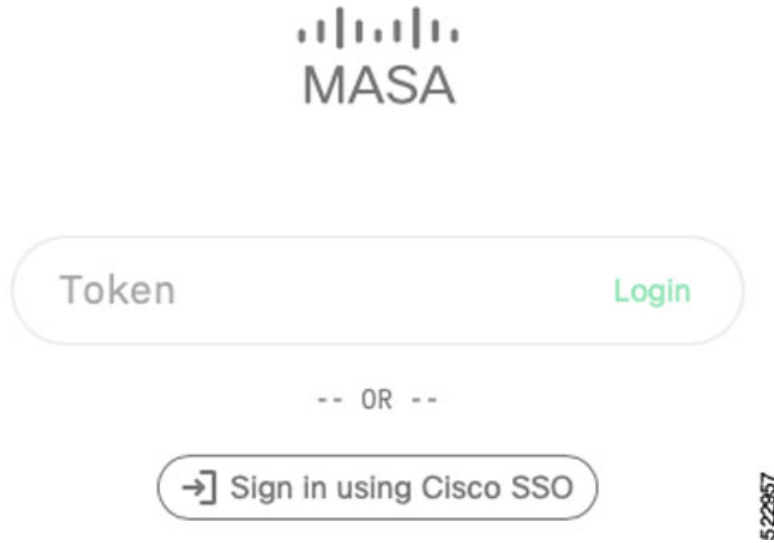 MASA
Token Login
-- OR --
Sign in using Cisco SSO
522957